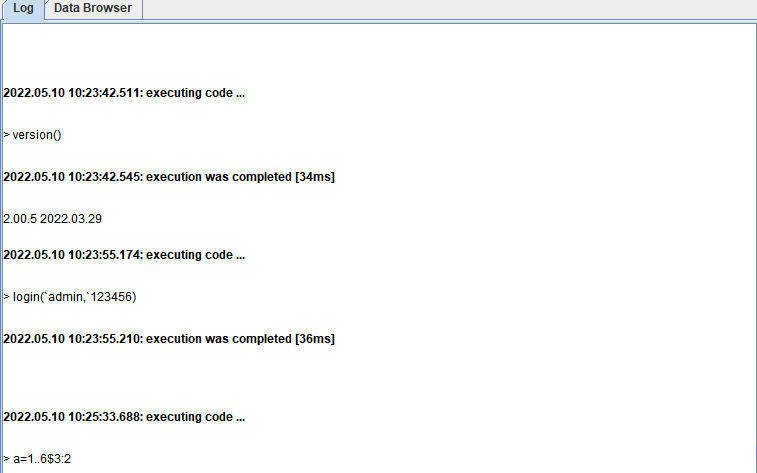 Log Data Browser
2022.05.10 10:23:42.511: executing code ...
> version()
2022.05.10 10:23:42.545: execution was completed [34ms]
2.00.5 2022.03.29
2022.05.10 10:23:55.174: executing code ...
> login(`admin,`123456)
2022.05.10 10:23:55.210: execution was completed [36ms]
2022.05.10 10:25:33.688: executing code ...
> a=1..6$3:2